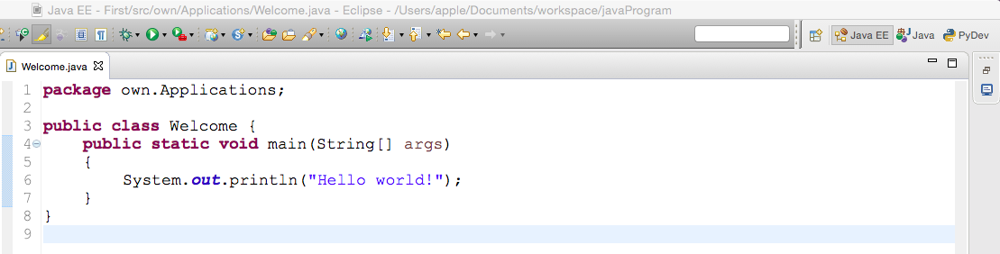 Java EE - First/src/own/Applications/Welcome.java - Eclipse - /Users/apple/Documents/workspace/javaProgram
Java EE Java PyDev
Welcome.java
1 package own.Applications;
2
3 public class Welcome {
4 public static void main(String[] args)
5 {
6 System.out.println("Hello world!");
7 }
8 }
9